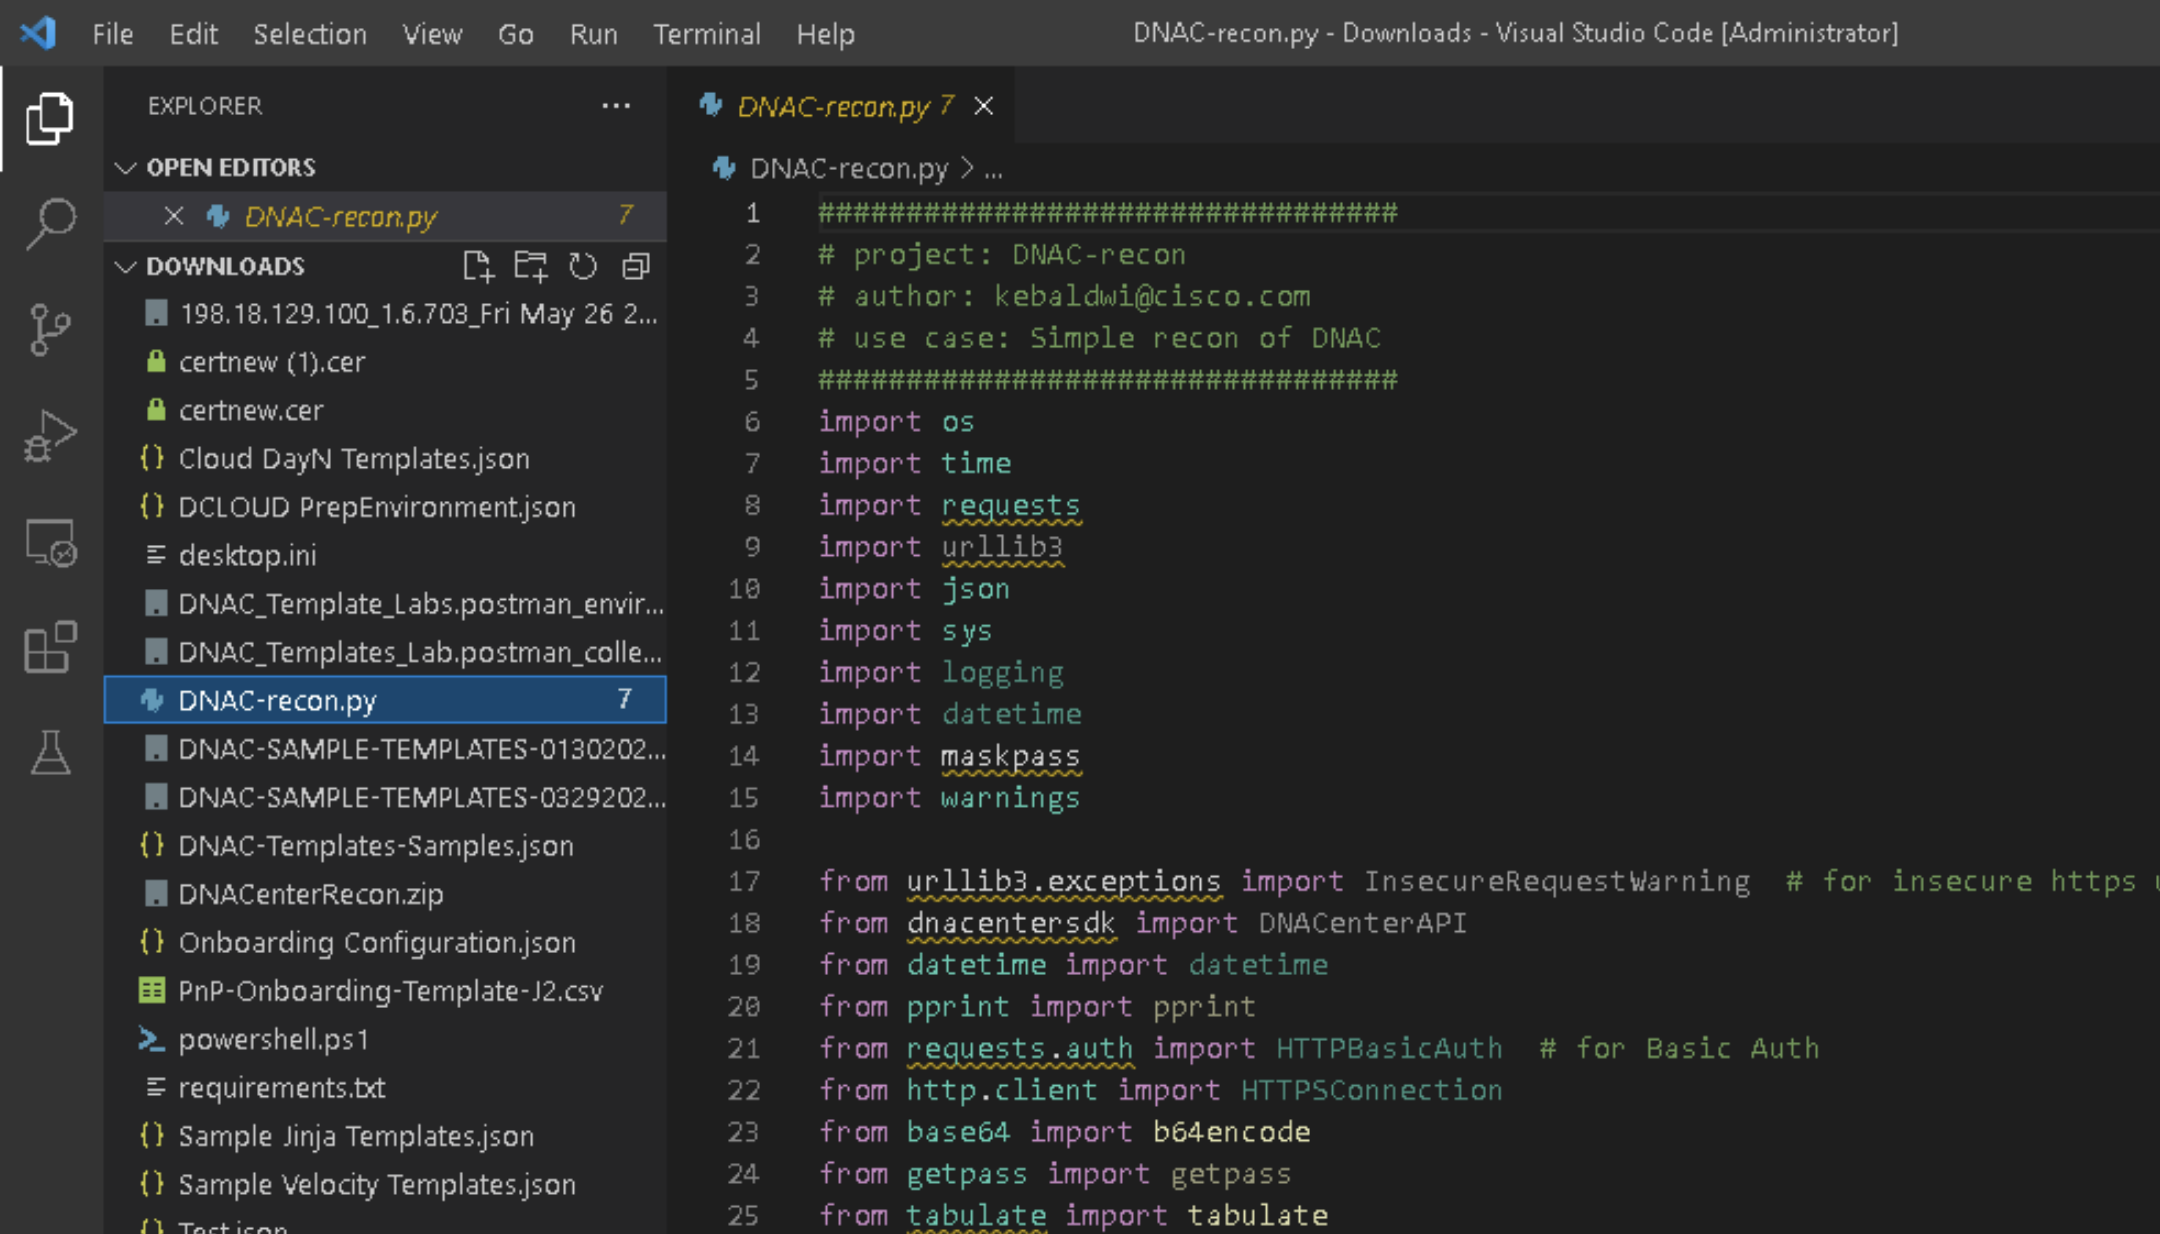 File Edit Selection View Go Run Terminal Help DNAC-recon.py - Downloads - Visual Studio Code [Administrator]
EXPLORER ...
OPEN EDITORS
DNAC-recon.py 7
DOWNLOADS
198.18.129.100_1.6.703_Fri May 26 2...
certnew (1).cer
certnew.cer
{} Cloud DayN Templates.json
{} DCLOUD PrepEnvironment.json
desktop.ini
DNAC_Template_Labs.postman_envir...
DNAC_Templates_Lab.postman_colle...
DNAC-recon.py 7
DNAC-SAMPLE-TEMPLATES-0130202...
DNAC-SAMPLE-TEMPLATES-0329202...
{} DNAC-Templates-Samples.json
DNACenterRecon.zip
{} Onboarding Configuration.json
PnP-Onboarding-Template-J2.csv
powershell.ps1
requirements.txt
{} Sample Jinja Templates.json
{} Sample Velocity Templates.json
{} Test.json
DNAC-recon.py 7
DNAC-recon.py > ...
1 #################################
2 # project: DNAC-recon
3 # author: kebaldwi@cisco.com
4 # use case: Simple recon of DNAC
5 #################################
6 import os
7 import time
8 import requests
9 import urllib3
10 import json
11 import sys
12 import logging
13 import datetime
14 import maskpass
15 import warnings
16
17 from urllib3.exceptions import InsecureRequestWarning # for insecure https
18 from dnacentersdk import DNACenterAPI
19 from datetime import datetime
20 from pprint import pprint
21 from requests.auth import HTTPBasicAuth # for Basic Auth
22 from http.client import HTTPSConnection
23 from base64 import b64encode
24 from getpass import getpass
25 from tabulate import tabulate